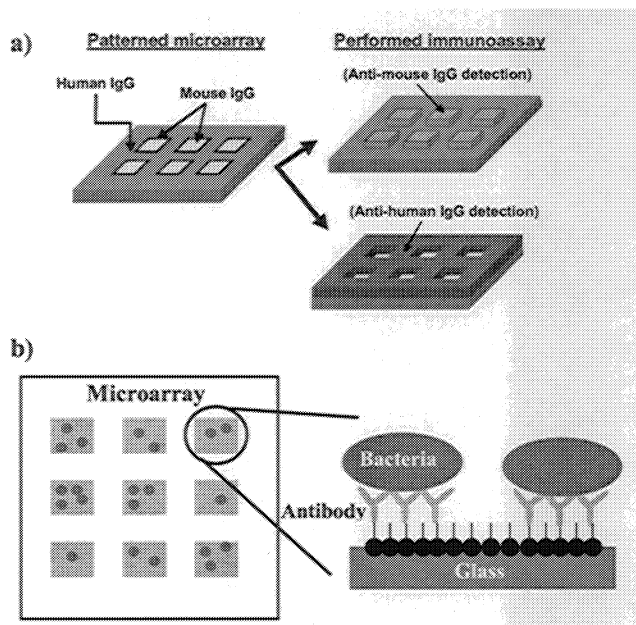 a)
Patterned microarray
Performed immunoassay
Human IgG
Mouse IgG
(Anti-mouse IgG detection)
(Anti-human IgG detection)
b)
Microarray
Bacteria
Antibody
Glass